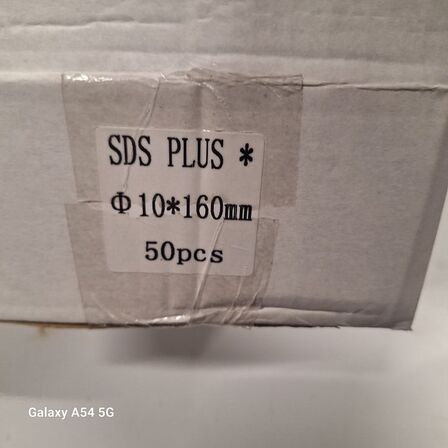 SDS PLUS *
Φ10*160mm
50pcs
Galaxy A54 5G